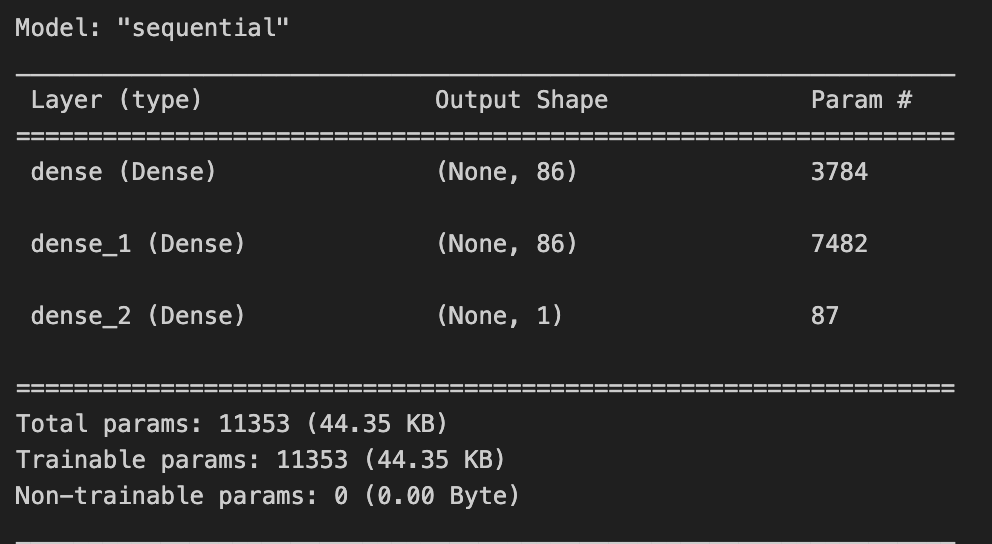 Model: "sequential"
Layer (type) Output Shape Param #
=================================================================
dense (Dense) (None, 86) 3784
dense_1 (Dense) (None, 86) 7482
dense_2 (Dense) (None, 1) 87
=================================================================
Total params: 11353 (44.35 KB)
Trainable params: 11353 (44.35 KB)
Non-trainable params: 0 (0.00 Byte)